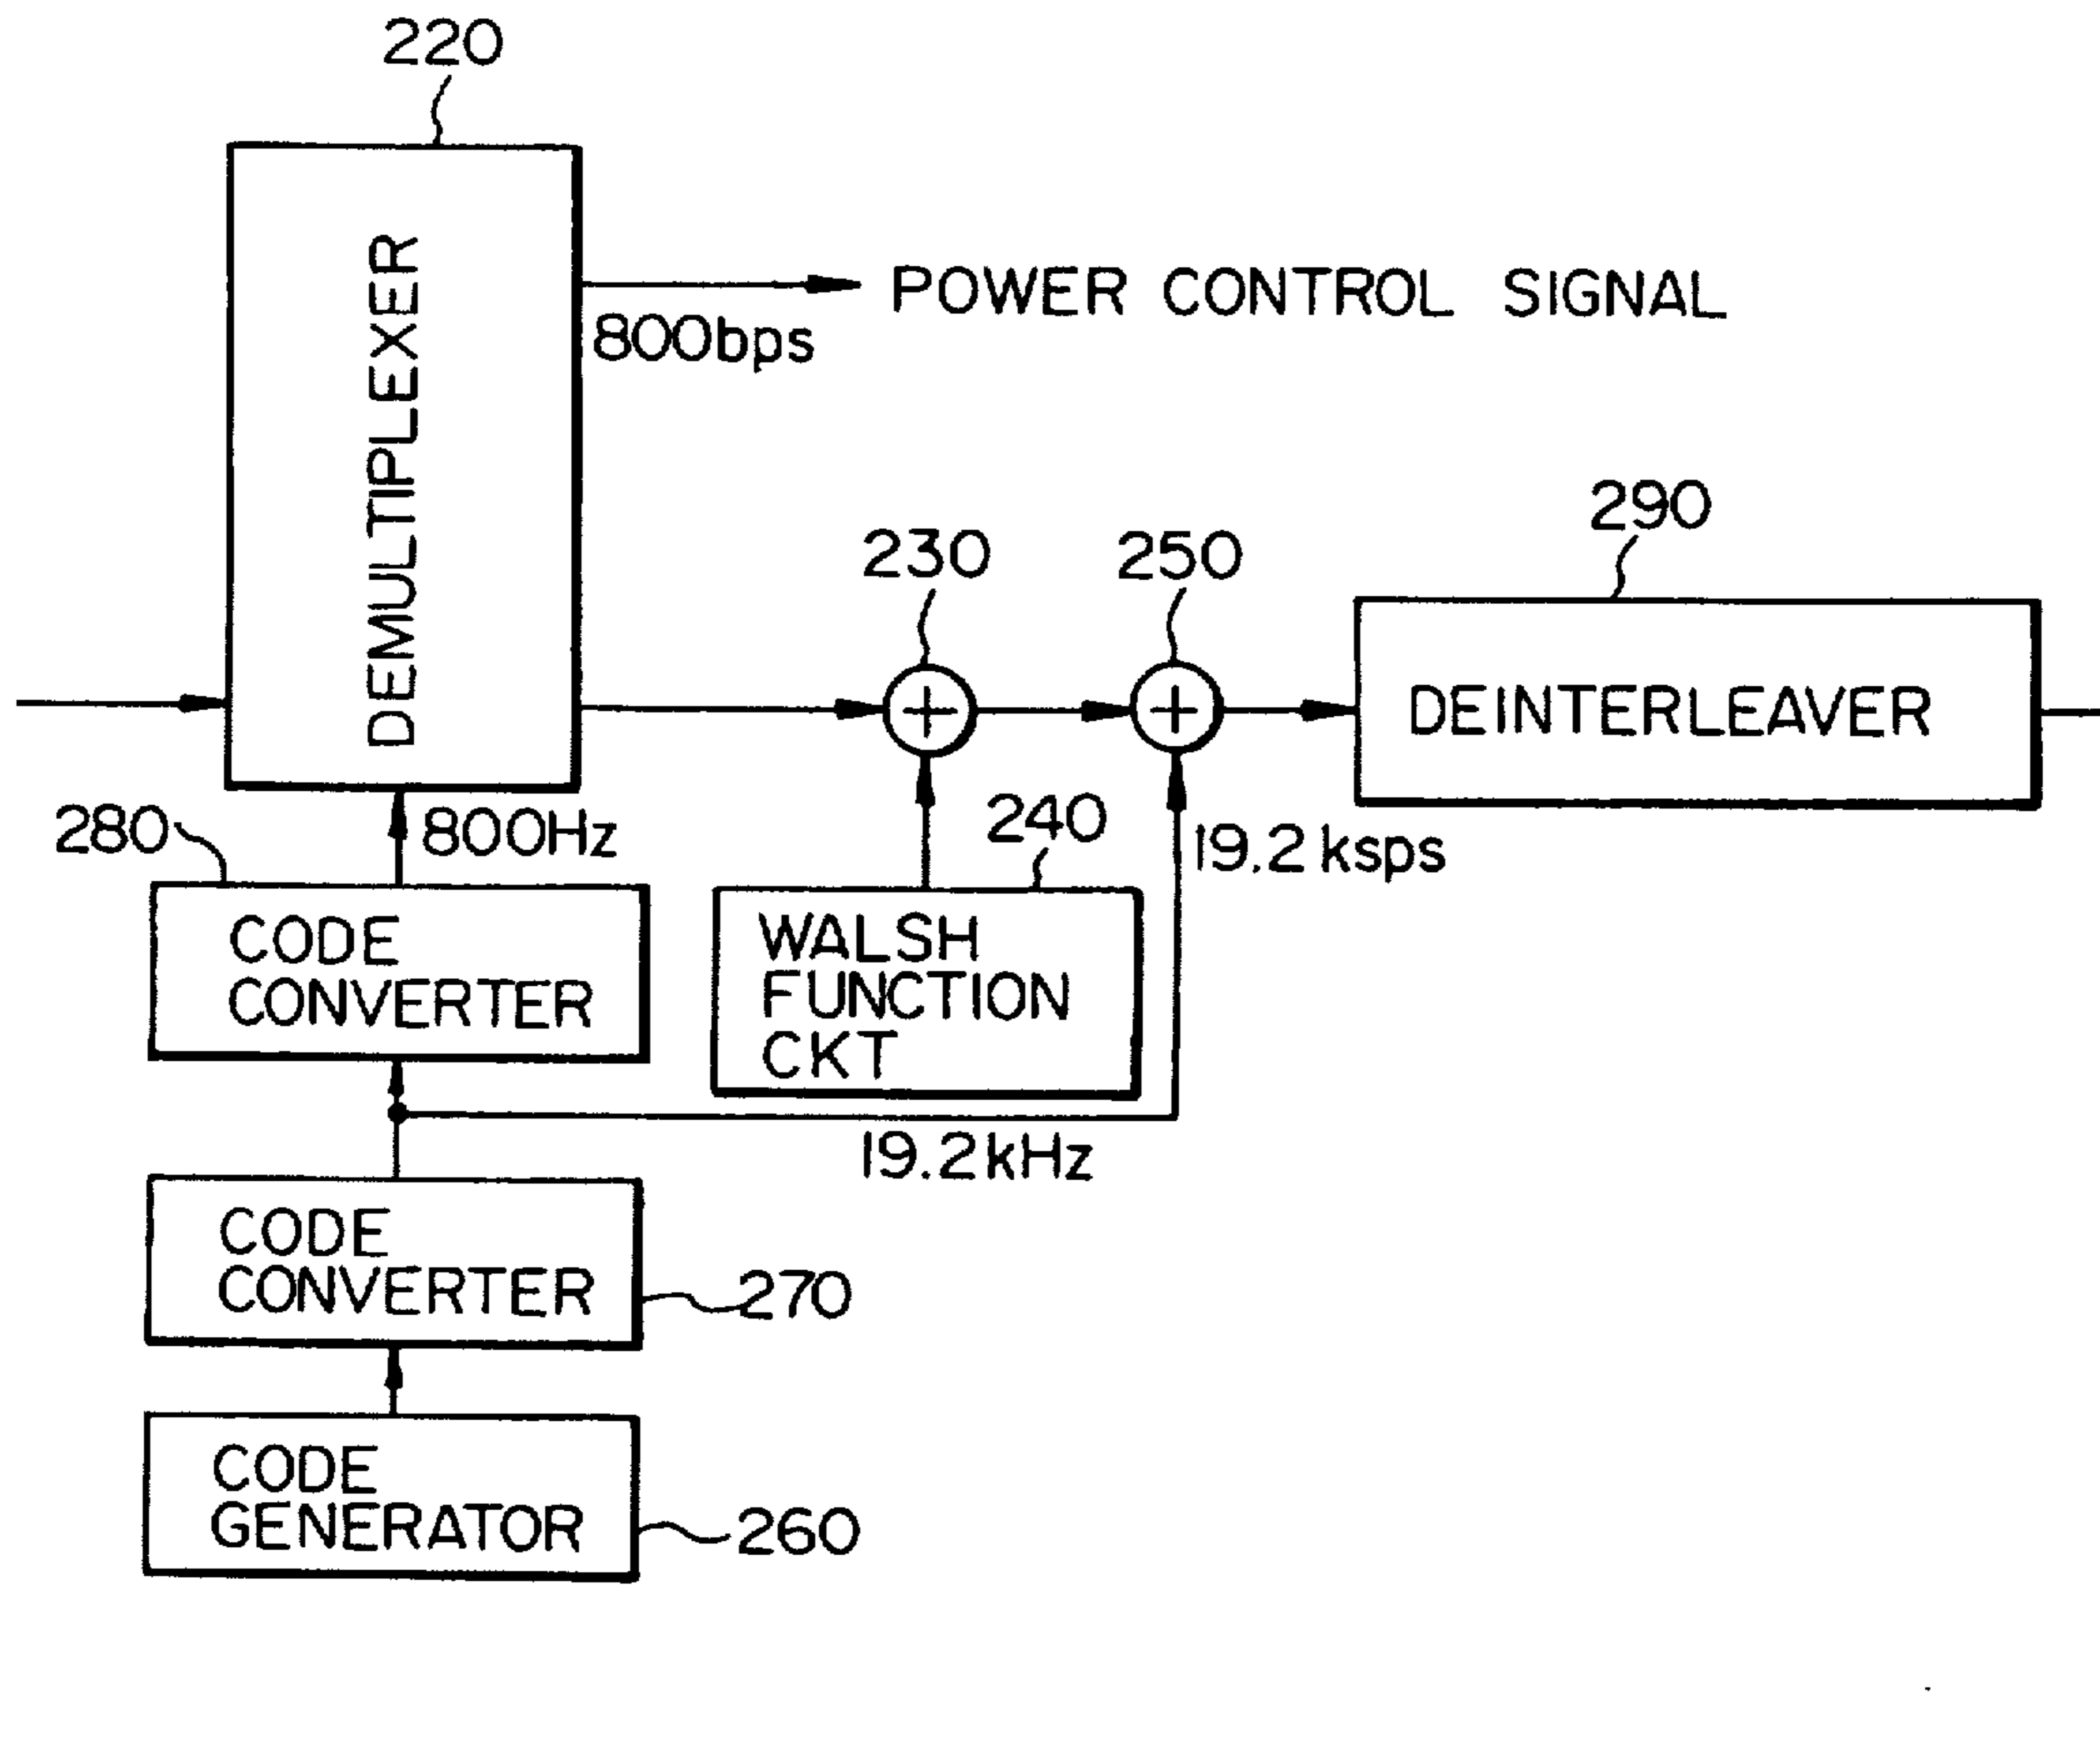 220
DEMULTIPLEXER
POWER CONTROL SIGNAL
800bps
230
250
290
DEINTERLEAVER
280
800Hz
240
19.2 ksps
CODE
CONVERTER
WALSH
FUNCTION
CKT
19.2kHz
CODE
CONVERTER
270
CODE
GENERATOR
260